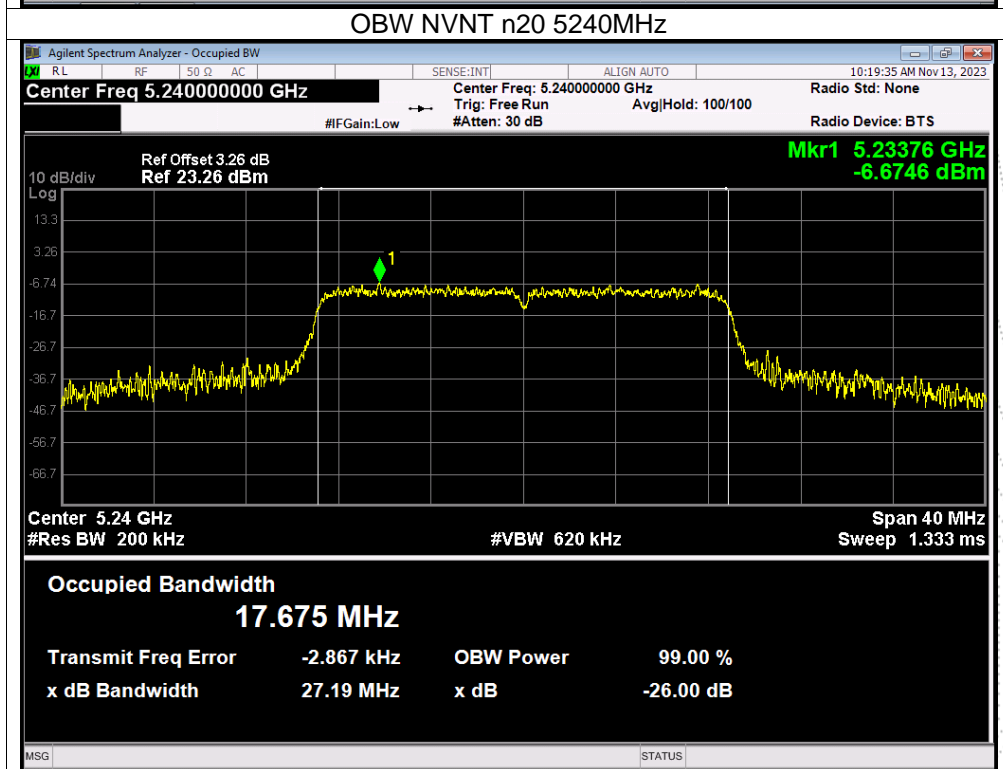 OBW NVNT n20 5240MHz
Agilent Spectrum Analyzer - Occupied BW
LXI RL RF 50 Ω AC SENSE:INT ALIGN AUTO 10:19:35 AM Nov 13, 2023
Center Freq 5.240000000 GHz Center Freq: 5.240000000 GHz Radio Std: None
Trig: Free Run Avg|Hold: 100/100
#IFGain:Low #Atten: 30 dB Radio Device: BTS
Mkr1 5.23376 GHz
-6.6746 dBm
Ref Offset 3.26 dB
10 dB/div Ref 23.26 dBm
Log
13.3
3.26
-6.74
-16.7
-26.7
-36.7
-46.7
-56.7
-66.7
1
Center 5.24 GHz Span 40 MHz
#Res BW 200 kHz #VBW 620 kHz Sweep 1.333 ms
Occupied Bandwidth
17.675 MHz
Transmit Freq Error -2.867 kHz OBW Power 99.00 %
x dB Bandwidth 27.19 MHz x dB -26.00 dB
MSG STATUS